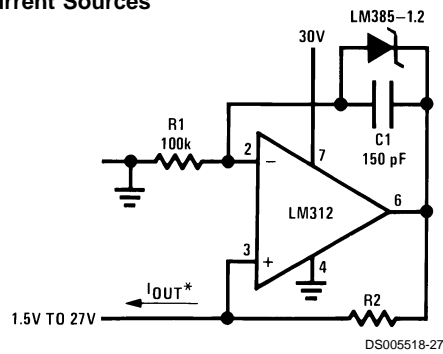 rrent Sources
LM385–1.2
30V
R1
100k
C1
150 pF
2
7
–
LM312
6
3
+
4
IOUT*
R2
1.5V TO 27V
DS005518-27